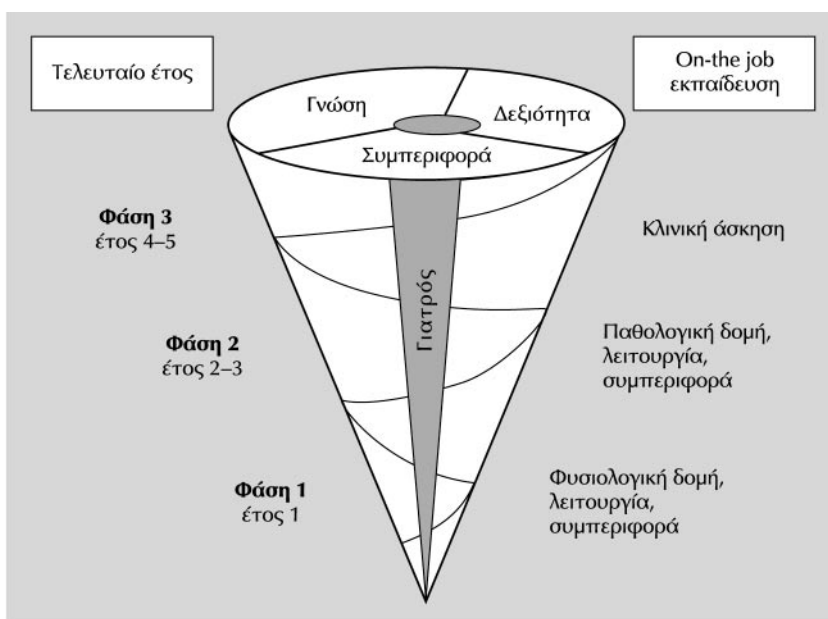 Τελευταίο έτος
On-the job
εκπαίδευση
Γνώση
Δεξιότητα
Συμπεριφορά
Γιατρός
Φάση 3
έτος 4–5
Κλινική άσκηση
Φάση 2
έτος 2–3
Παθολογική δομή,
λειτουργία,
συμπεριφορά
Φάση 1
έτος 1
Φυσιολογική δομή,
λειτουργία,
συμπεριφορά